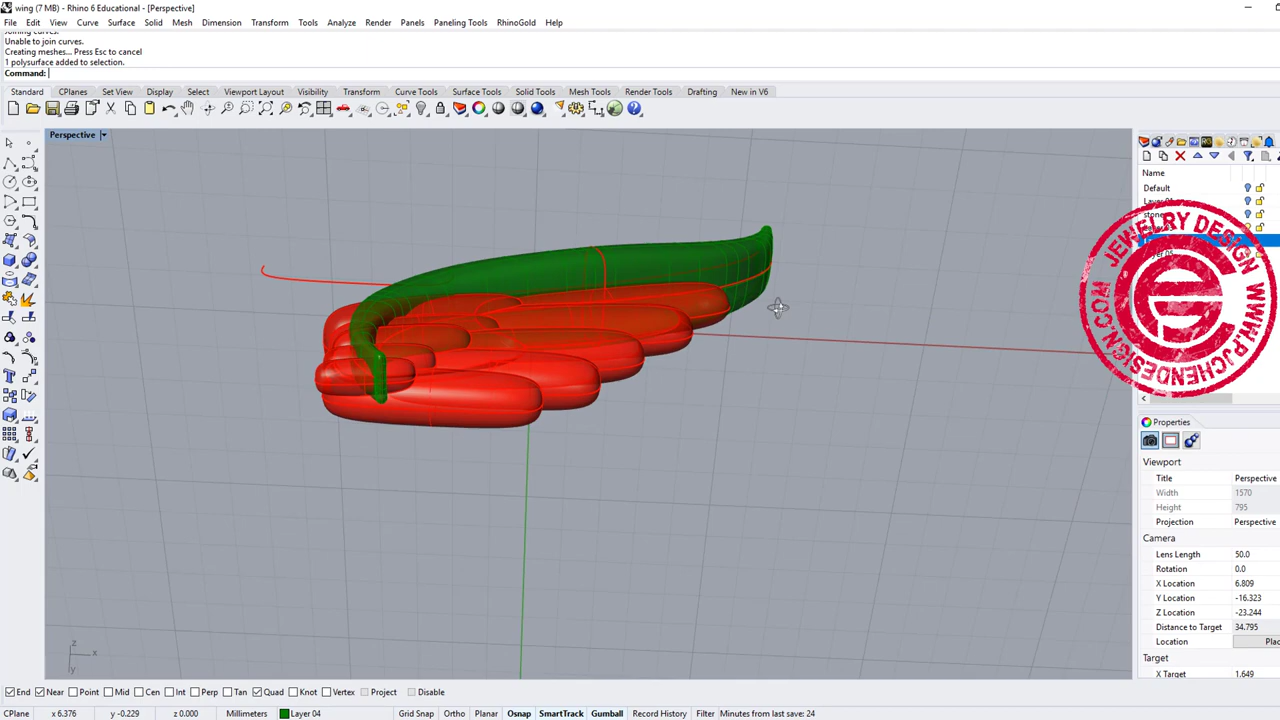 wing (7 MB) - Rhino 6 Educational - [Perspective]
File Edit View Curve Surface Solid Mesh Dimension Transform Tools Analyze Render Panels Paneling Tools RhinoGold Help
Joining curves.
Unable to join curves.
Creating meshes... Press Esc to cancel
1 polysurface added to selection.
Command:
Standard CPlanes Set View Display Select Viewport Layout Visibility Transform Curve Tools Surface Tools Solid Tools Mesh Tools Render Tools Drafting New in V6
Perspective
Name
Default
JEWELRY DESIGN
WWW.PJCHENDESIGN.COM
Properties
Viewport
Title Perspective
Width 1570
Height 795
Projection Perspective
Camera
Lens Length 50.0
Rotation 0.0
X Location 6.809
Y Location -16.323
Z Location -23.244
Distance to Target 34.795
Location Plac
Target
X Target 1.649
z
x
y
End Near Point Mid Cen Int Perp Tan Quad Knot Vertex Project Disable
CPlane x 6.376 y -0.229 z 0.000 Millimeters Layer 04 Grid Snap Ortho Planar Osnap SmartTrack Gumball Record History Filter Minutes from last save: 24